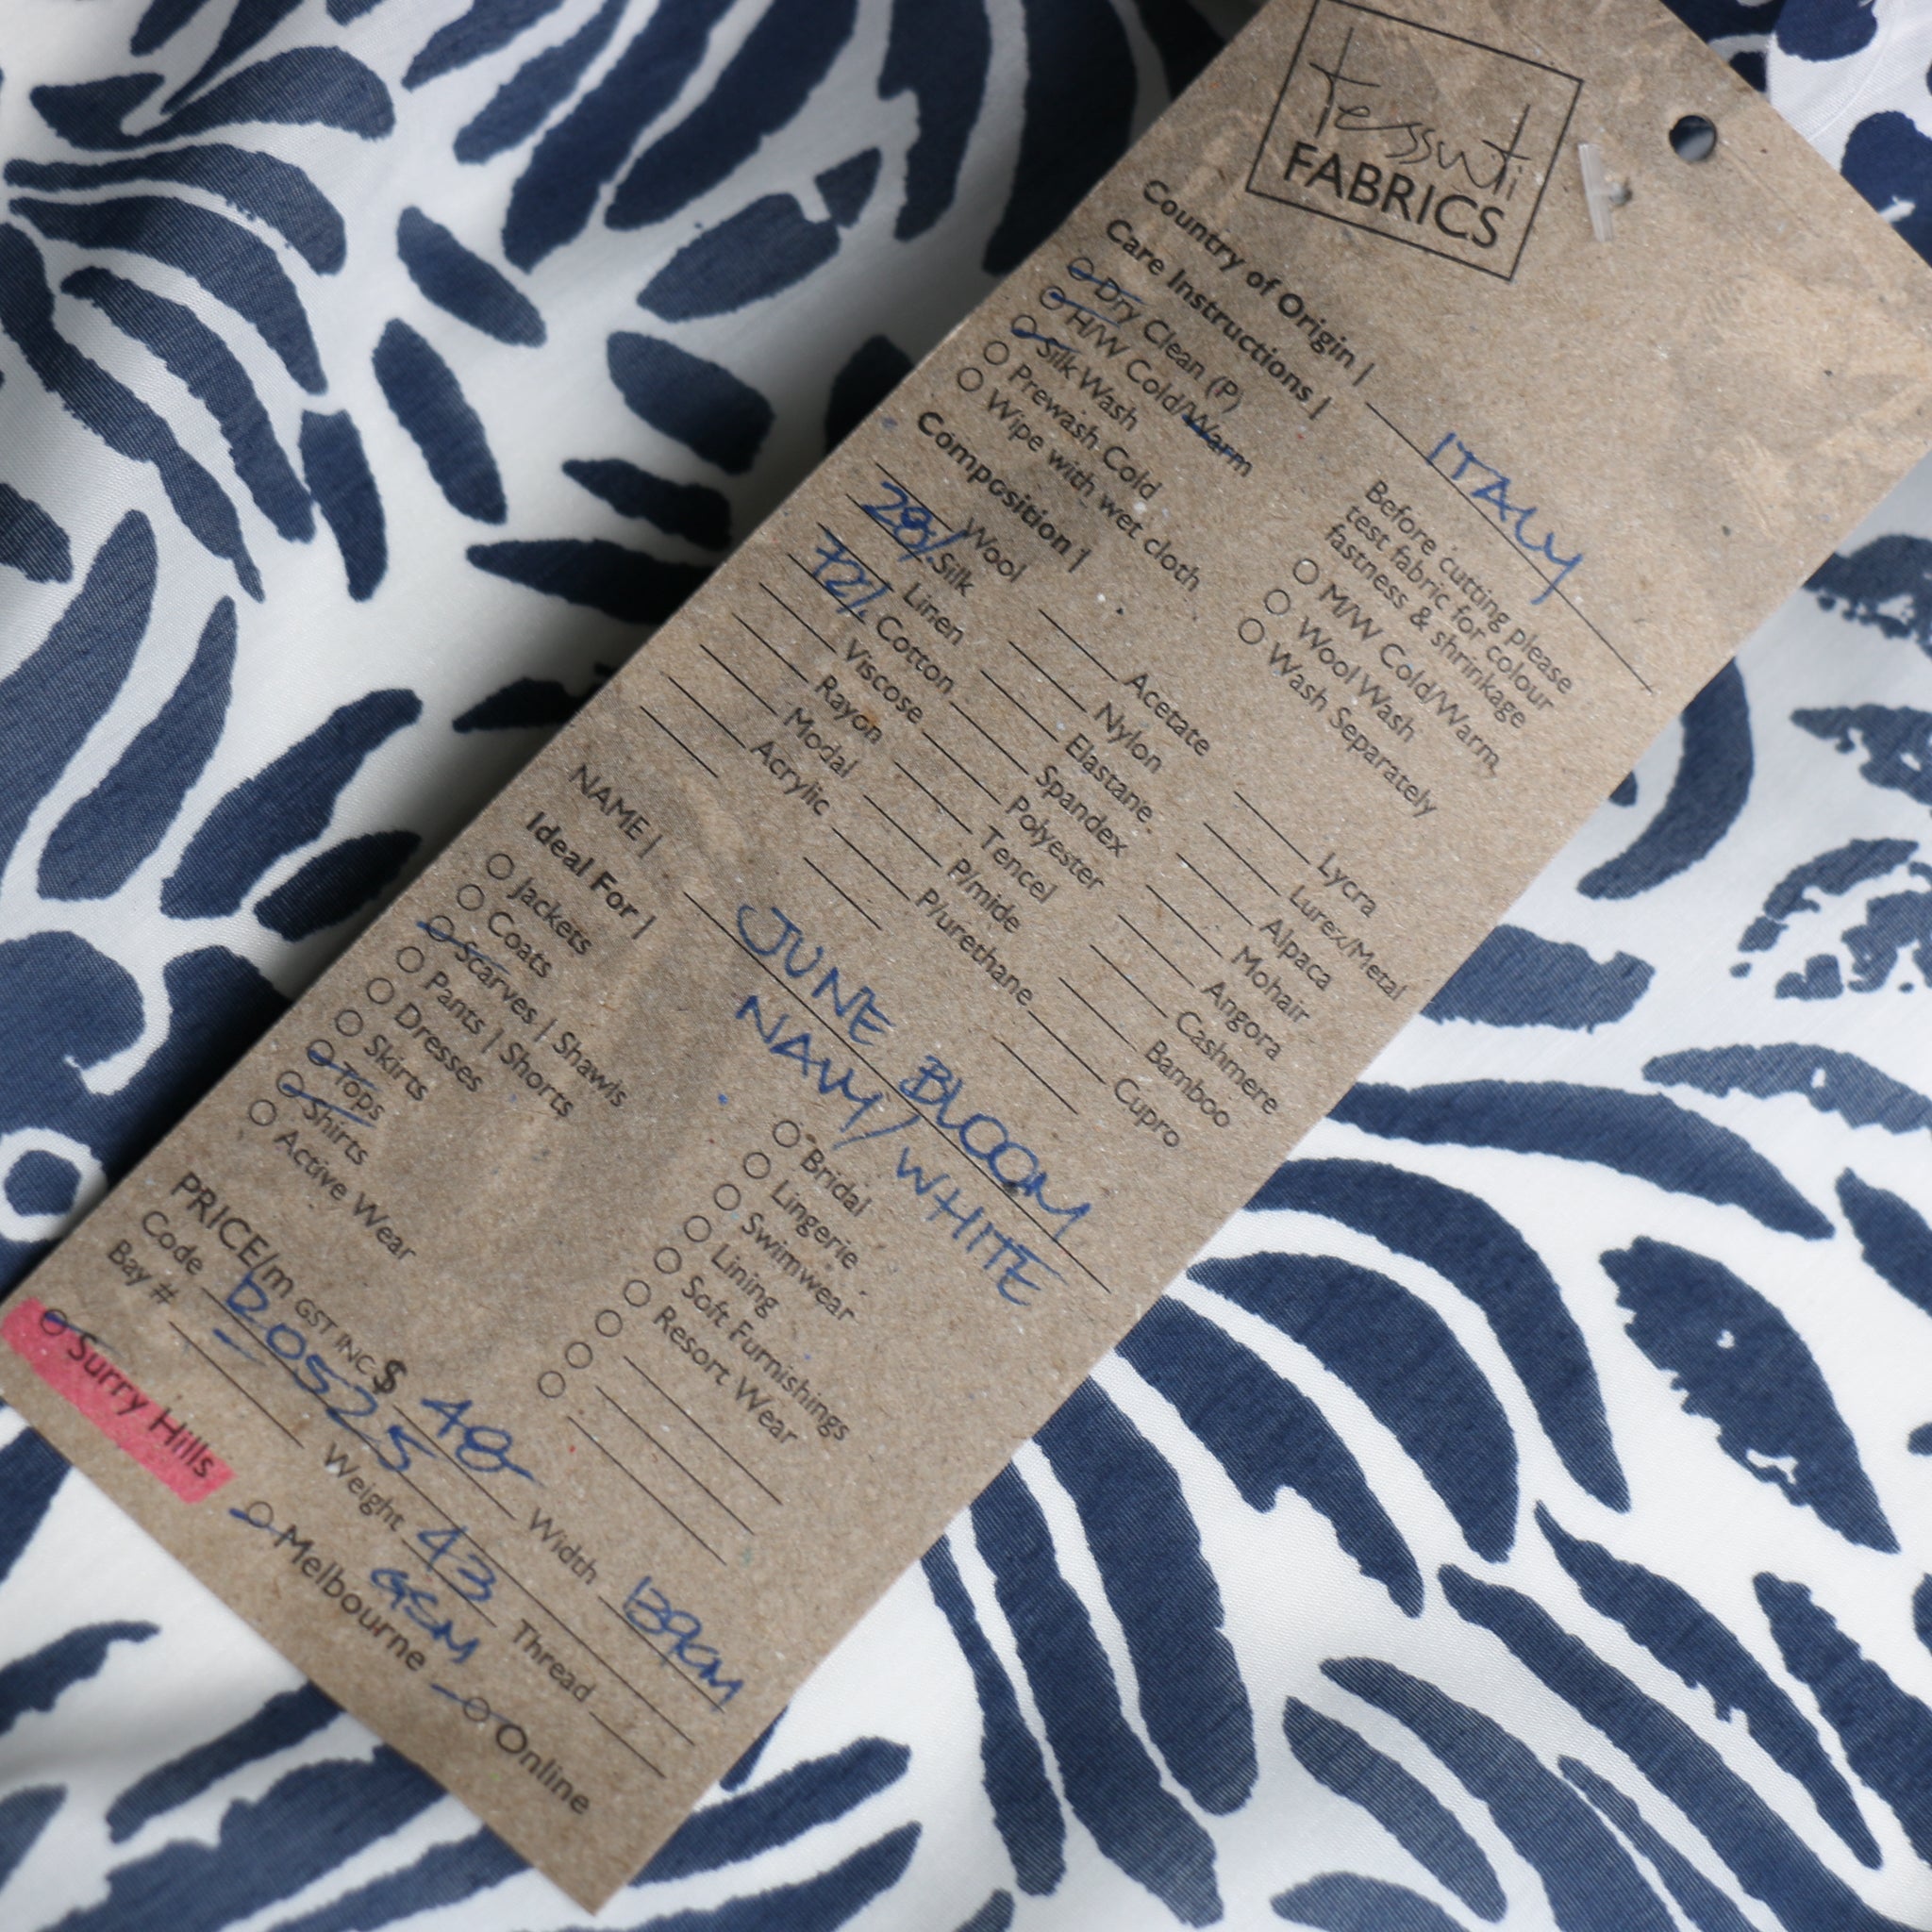 tessuti
FABRICS
Country of Origin | ITALY
Care Instructions |
Dry Clean (P)
H/W Cold/Warm
Silk Wash
Prewash Cold
Wipe with wet cloth
Before cutting please
test fabric for colour
fastness & shrinkage
M/W Cold/Warm
Wool Wash
Wash Separately
Composition |
Wool
28% Silk
Linen
72% Cotton
Viscose
Rayon
Modal
Acrylic
Acetate
Nylon
Elastane
Spandex
Polyester
Tencel
P/mide
P/urethane
Lycra
Lurex/Metal
Alpaca
Mohair
Angora
Cashmere
Bamboo
Cupro
NAME | JUNE BLOOM
NAVY/WHITE
Ideal For |
Jackets
Coats
Scarves | Shawls
Pants | Shorts
Dresses
Skirts
Tops
Shirts
Active Wear
Bridal
Lingerie
Swimwear
Lining
Soft Furnishings
Resort Wear
PRICE/m GST INC-$ 48- Width 139CM
Code 20525 Weight 43 GSM Thread
Bay #
Surry Hills Melbourne Online